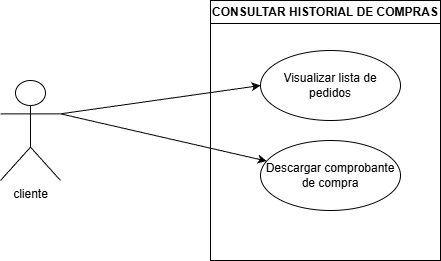 CONSULTAR HISTORIAL DE COMPRAS
Visualizar lista de
pedidos
Descargar comprobante
de compra
cliente